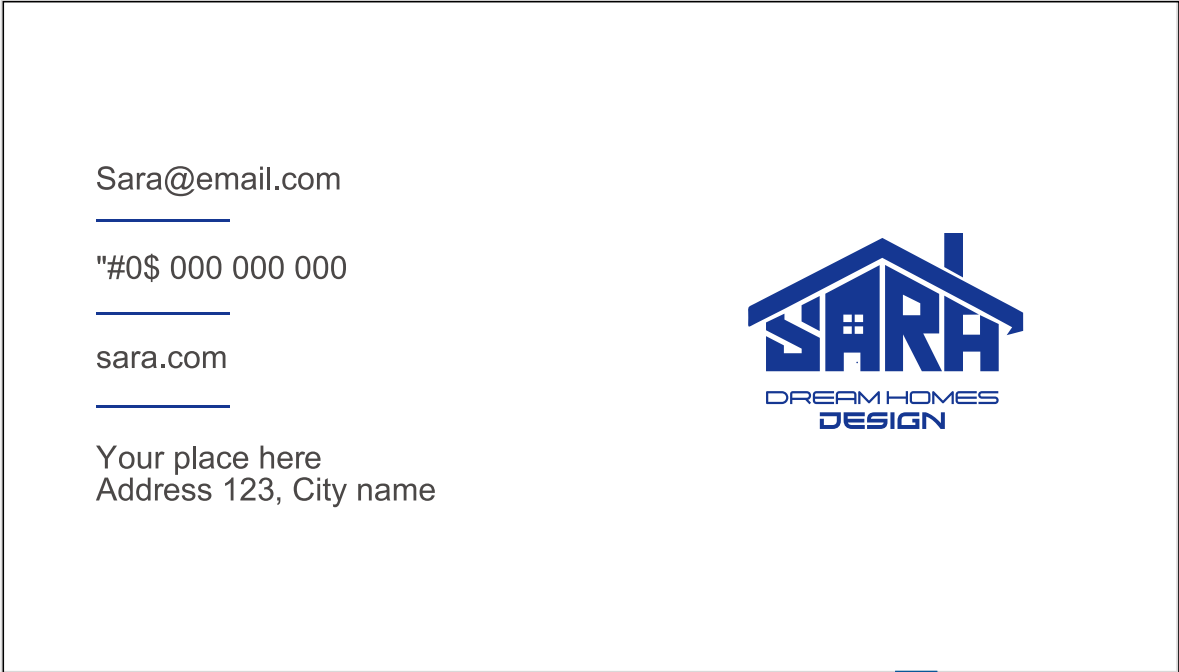 Sara@email.com
"#0$ 000 000 000
sara.com
Your place here
Address 123, City name
SARA
DREAM HOMES
DESIGN